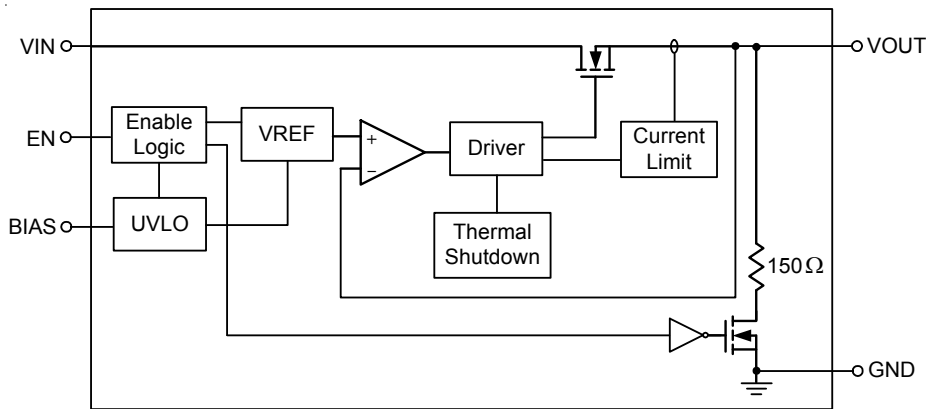 VIN
VOUT
EN
Enable
Logic
VREF
+
−
Driver
Current
Limit
BIAS
UVLO
Thermal
Shutdown
150Ω
GND